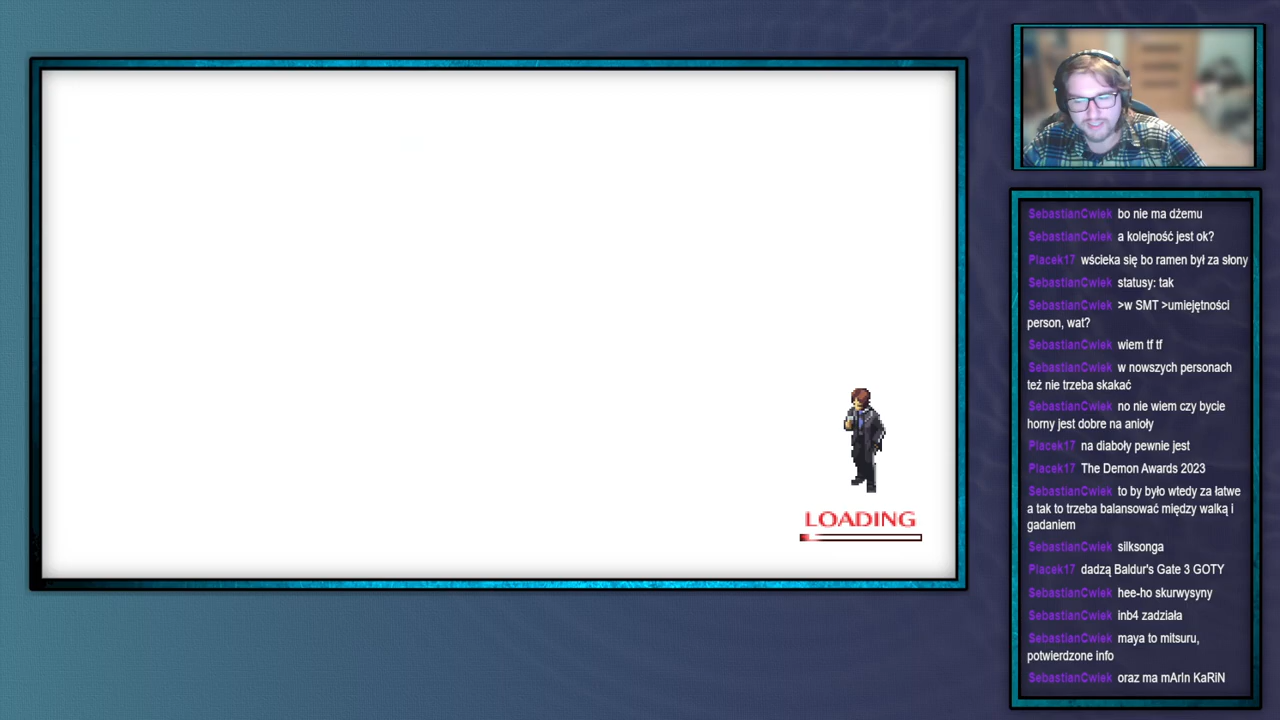 LOADING
SebastianCwiek bo nie ma dżemu
SebastianCwiek a kolejność jest ok?
Placek17 wścieka się bo ramen był za słony
SebastianCwiek statusy: tak
SebastianCwiek >w SMT >umiejętności
person, wat?
SebastianCwiek wiem tf tf
SebastianCwiek w nowszych personach
też nie trzeba skakać
SebastianCwiek no nie wiem czy bycie
horny jest dobre na anioły
Placek17 na diaboły pewnie jest
Placek17 The Demon Awards 2023
SebastianCwiek to by było wtedy za łatwe
a tak to trzeba balansować między walką i
gadaniem
SebastianCwiek silksonga
Placek17 dadzą Baldur's Gate 3 GOTY
SebastianCwiek hee-ho skurwysyny
SebastianCwiek inb4 zadziała
SebastianCwiek maya to mitsuru,
potwierdzone info
SebastianCwiek oraz ma mArIn KaRiN